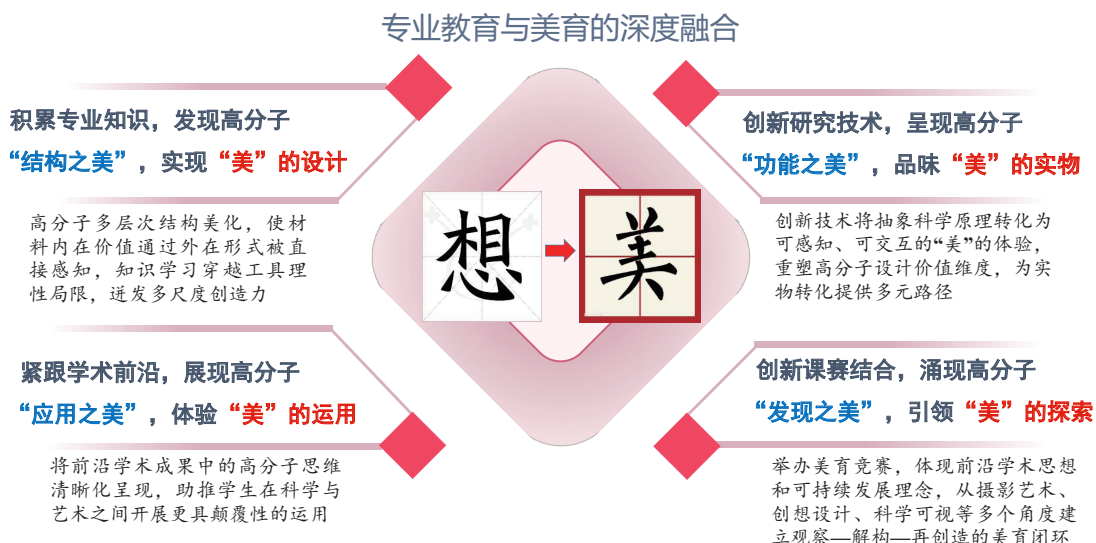 专业教育与美育的深度融合
积累专业知识，发现高分子
“结构之美”，实现“美”的设计
高分子多层次结构美化，使材
料内在价值通过外在形式被直
接感知，知识学习穿越工具理
性局限，迸发多尺度创造力
创新研究技术，呈现高分子
“功能之美”，品味“美”的实物
创新技术将抽象科学原理转化为
可感知、可交互的“美”的体验，
重塑高分子设计价值维度，为实
物转化提供多元路径
想
美
紧跟学术前沿，展现高分子
“应用之美”，体验“美”的运用
将前沿学术成果中的高分子思维
清晰化呈现，助推学生在科学与
艺术之间开展更具颠覆性的运用
创新课赛结合，涌现高分子
“发现之美”，引领“美”的探索
举办美育竞赛，体现前沿学术思想
和可持续发展理念，从摄影艺术、
创想设计、科学可视等多个角度建
立观察—解构—再创造的美育闭环